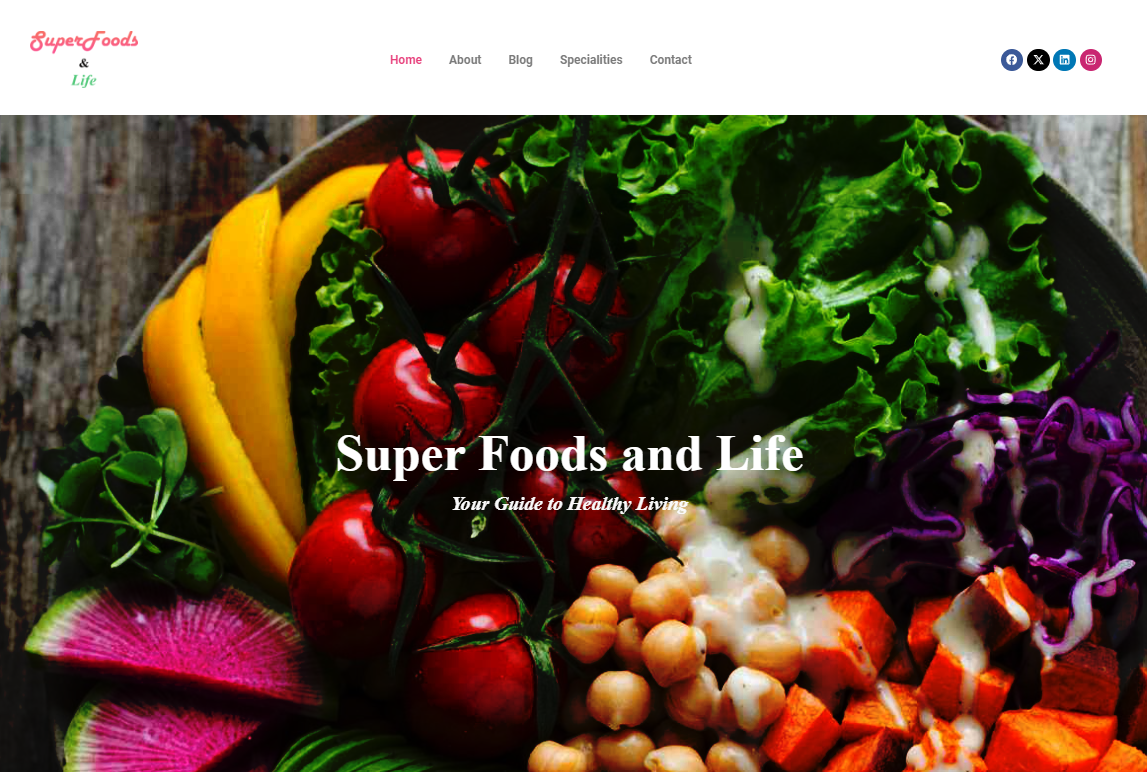 SuperFoods
&
Life
Home About Blog Specialities Contact
Super Foods and Life
Your Guide to Healthy Living